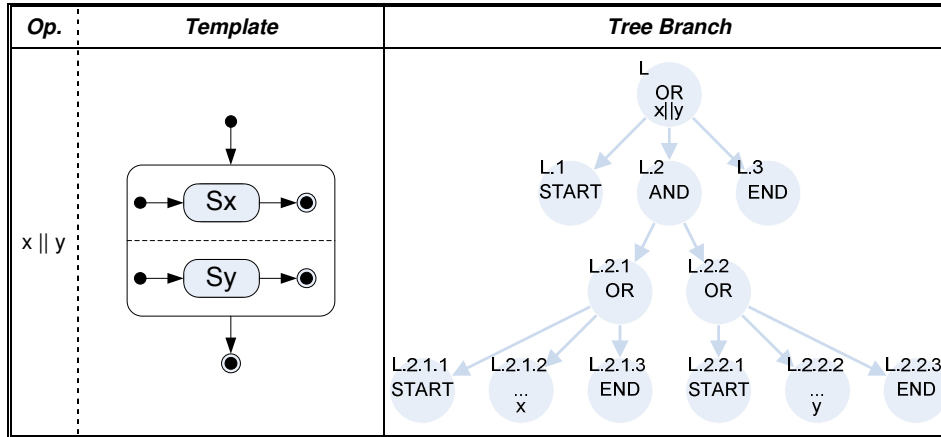 Op.
Template
Tree Branch
x || y
Sx
Sy
L
OR
x||y
L.1
START
L.2
AND
L.3
END
L.2.1
OR
L.2.2
OR
L.2.1.1
START
L.2.1.2
...
x
L.2.1.3
END
L.2.2.1
START
L.2.2.2
...
y
L.2.2.3
END